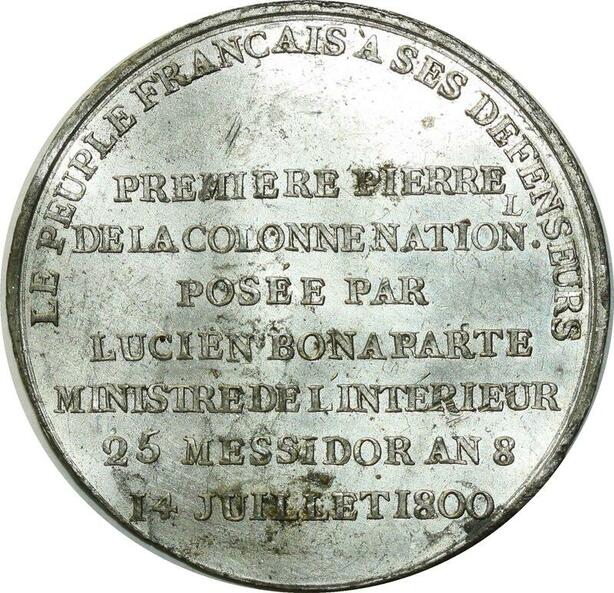 LE PEUPLE FRANÇAIS À SES DEFENSEURS
PREMIERE PIERRE
DE LA COLONNE NATION.L
POSEE PAR
LUCIEN BONAPARTE
MINISTRE DE L'INTERIEUR
25 MESSIDOR AN 8
14 JUILLET 1800